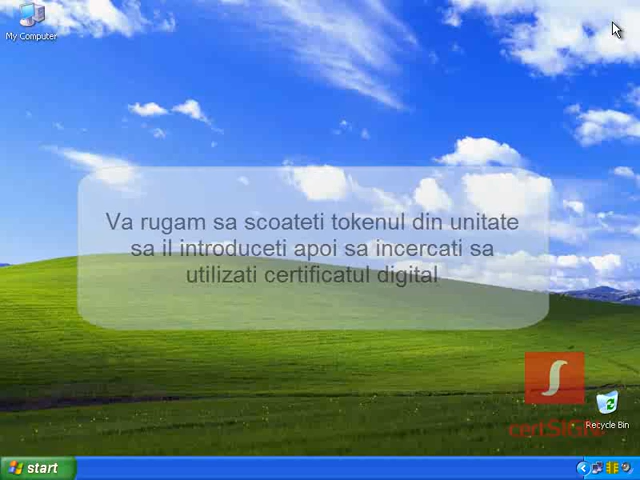 My Computer
Va rugam sa scoateti tokenul din unitate
sa il introduceti apoi sa incercati sa
utilizati certificatul digital
certSIGN
Recycle Bin
start